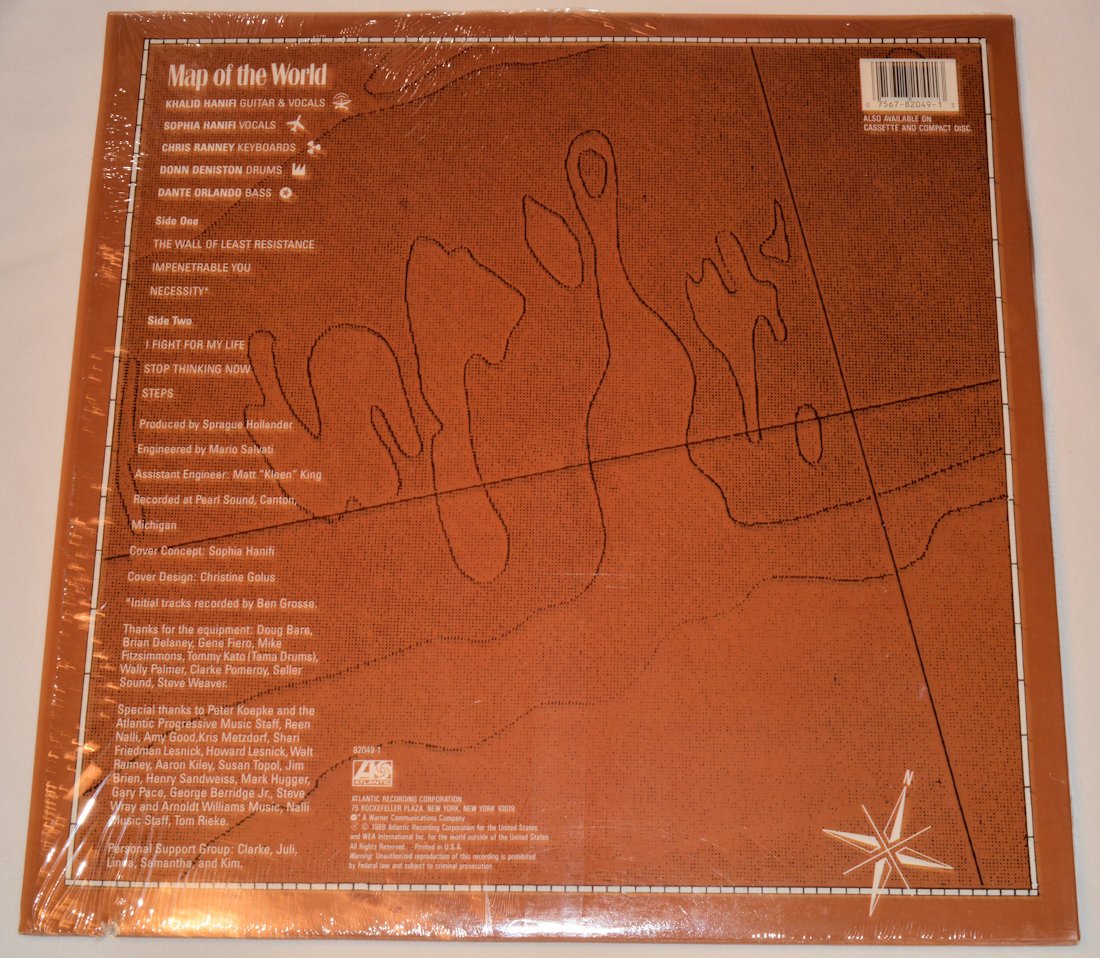 Map of the World
KHALID HANIFI GUITAR & VOCALS
SOPHIA HANIFI VOCALS
CHRIS RANNEY KEYBOARDS
DONN DENISTON DRUMS
DANTE ORLANDO BASS
Side One
THE WALL OF LEAST RESISTANCE
IMPENETRABLE YOU
NECESSITY*
Side Two
I FIGHT FOR MY LIFE
STOP THINKING NOW
STEPS
Produced by Sprague Hollander
Engineered by Mario Salvati
Assistant Engineer: Matt “Kleen” King
Recorded at Pearl Sound, Canton,
Michigan
Cover Concept: Sophia Hanifi
Cover Design: Christine Golus
*Initial tracks recorded by Ben Grosse.
Thanks for the equipment: Doug Bare,
Brian Delaney, Gene Fiero, Mike
Fitzsimmons, Tommy Kato (Tama Drums),
Wally Palmer, Clarke Pomeroy, Seller
Sound, Steve Weaver.
Special thanks to Peter Koepke and the
Atlantic Progressive Music Staff, Reen
Nalli, Amy Good,Kris Metzdorf, Shari
Friedman Lesnick, Howard Lesnick, Walt
Ranney, Aaron Kiley, Susan Topol, Jim
Brien, Henry Sandweiss, Mark Hugger,
Gary Pace, George Berridge Jr., Steve
Wray and Arnoldt Williams Music, Nalli
Music Staff, Tom Rieke.
Personal Support Group: Clarke, Juli,
Linda, Samantha, and Kim.
0 7567-82049-1 3
ALSO AVAILABLE ON
CASSETTE AND COMPACT DISC.
82049-1
ATLANTIC
ATLANTIC RECORDING CORPORATION
75 ROCKEFELLER PLAZA, NEW YORK, NEW YORK 10019
® A Warner Communications Company
℗ © 1989 Atlantic Recording Corporation for the United States
and WEA International Inc. for the world outside of the United States.
All Rights Reserved. Printed in U.S.A.
Warning: Unauthorized reproduction of this recording is prohibited
by Federal law and subject to criminal prosecution.
N